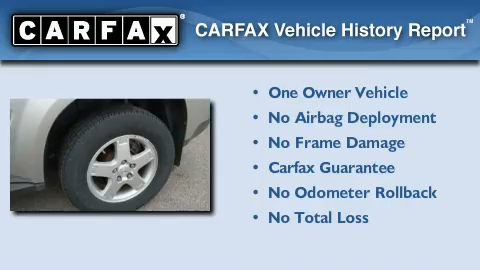 CARFAX® CARFAX Vehicle History Report™
• One Owner Vehicle
• No Airbag Deployment
• No Frame Damage
• Carfax Guarantee
• No Odometer Rollback
• No Total Loss